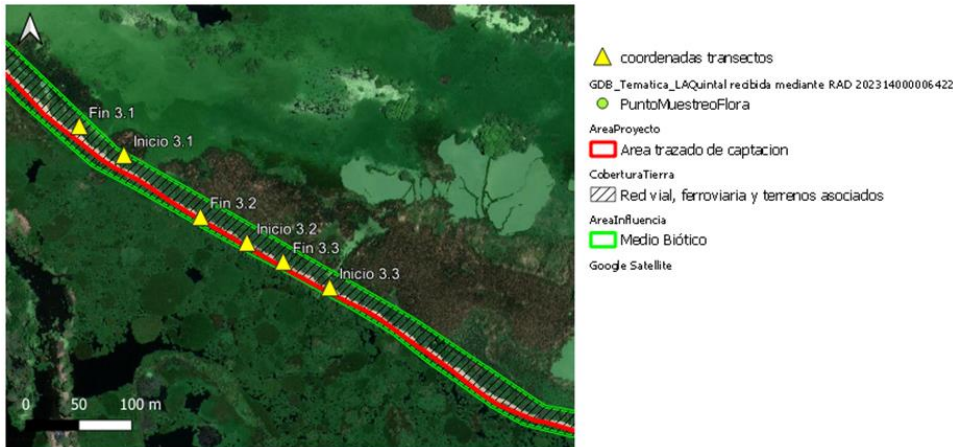 Fin 3.1
Inicio 3.1
Fin 3.2
Inicio 3.2
Fin 3.3
Inicio 3.3
0 50 100 m
coordenadas transectos
GDB_Tematica_LAQuintal recibida mediante RAD 20231400006422
PuntoMuestreoFlora
AreaProyecto
Area trazado de captacion
CoberturaTierra
Red vial, ferroviaria y terrenos asociados
AreaInfluencia
Medio Biótico
Google Satellite